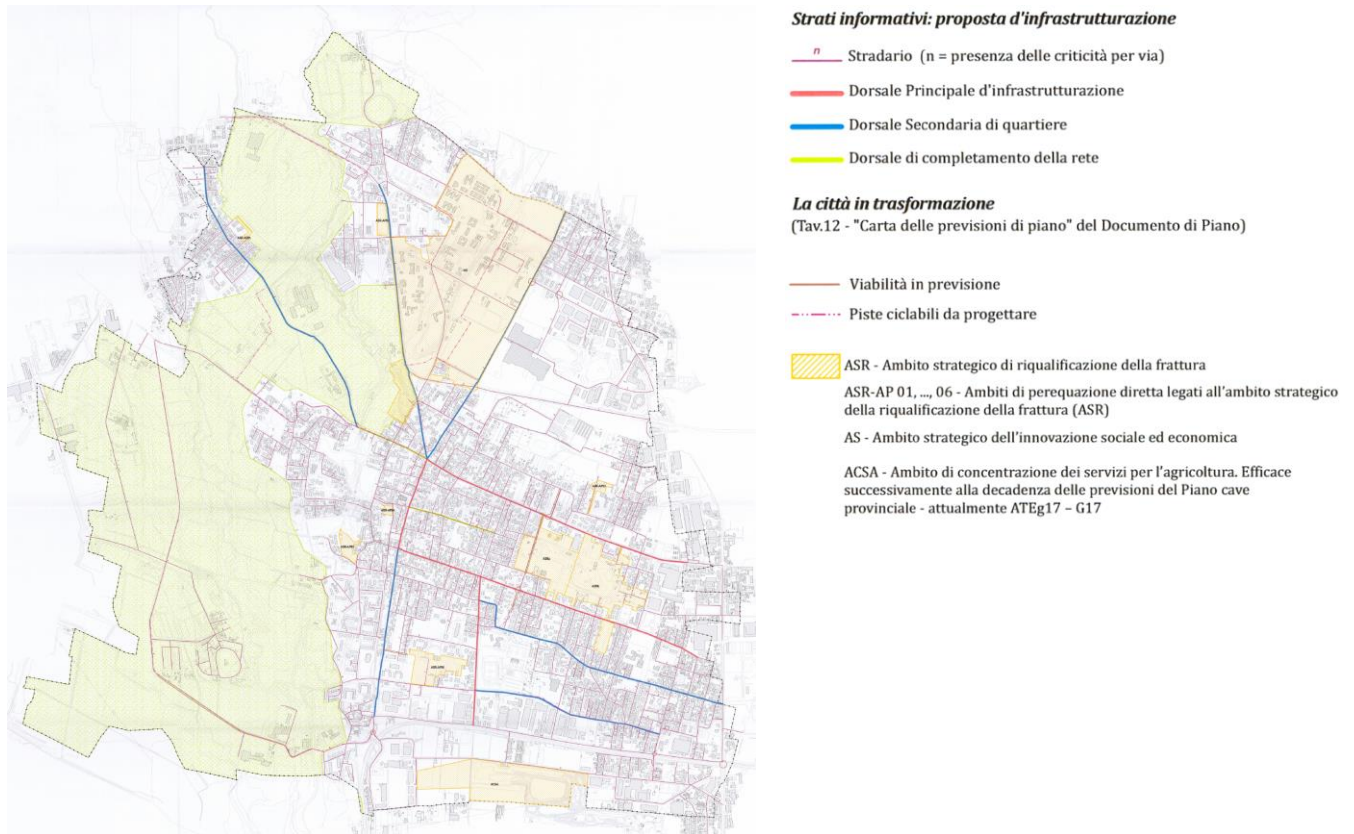 Strati informativi: proposta d'infrastrutturazione
n
Stradario (n = presenza delle criticità per via)
Dorsale Principale d'infrastrutturazione
Dorsale Secondaria di quartiere
Dorsale di completamento della rete
La città in trasformazione
(Tav.12 - "Carta delle previsioni di piano" del Documento di Piano)
Viabilità in previsione
Piste ciclabili da progettare
ASR - Ambito strategico di riqualificazione della frattura
ASR-AP 01, ..., 06 - Ambiti di perequazione diretta legati all'ambito strategico
della riqualificazione della frattura (ASR)
AS - Ambito strategico dell'innovazione sociale ed economica
ACSA - Ambito di concentrazione dei servizi per l'agricoltura. Efficace
successivamente alla decadenza delle previsioni del Piano cave
provinciale - attualmente ATEg17 – G17